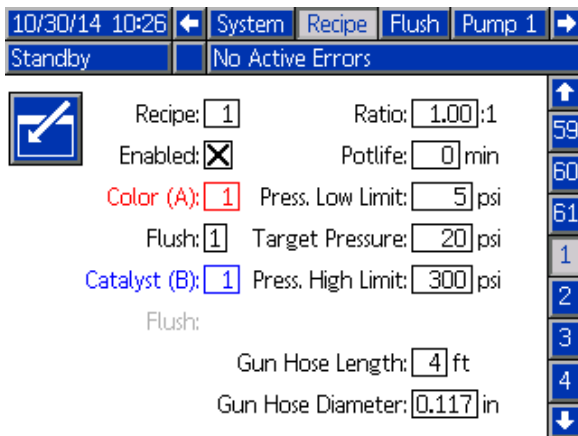 10/30/14 10:26 System Recipe Flush Pump 1
Standby No Active Errors
Recipe: 1 Ratio: 1.00:1
Enabled: Potlife: 0 min
Color (A): 1 Press. Low Limit: 5 psi
Flush: 1 Target Pressure: 20 psi
Catalyst (B): 1 Press. High Limit: 300 psi
Flush:
Gun Hose Length: 4 ft
Gun Hose Diameter: 0.117 in
59
60
61
1
2
3
4